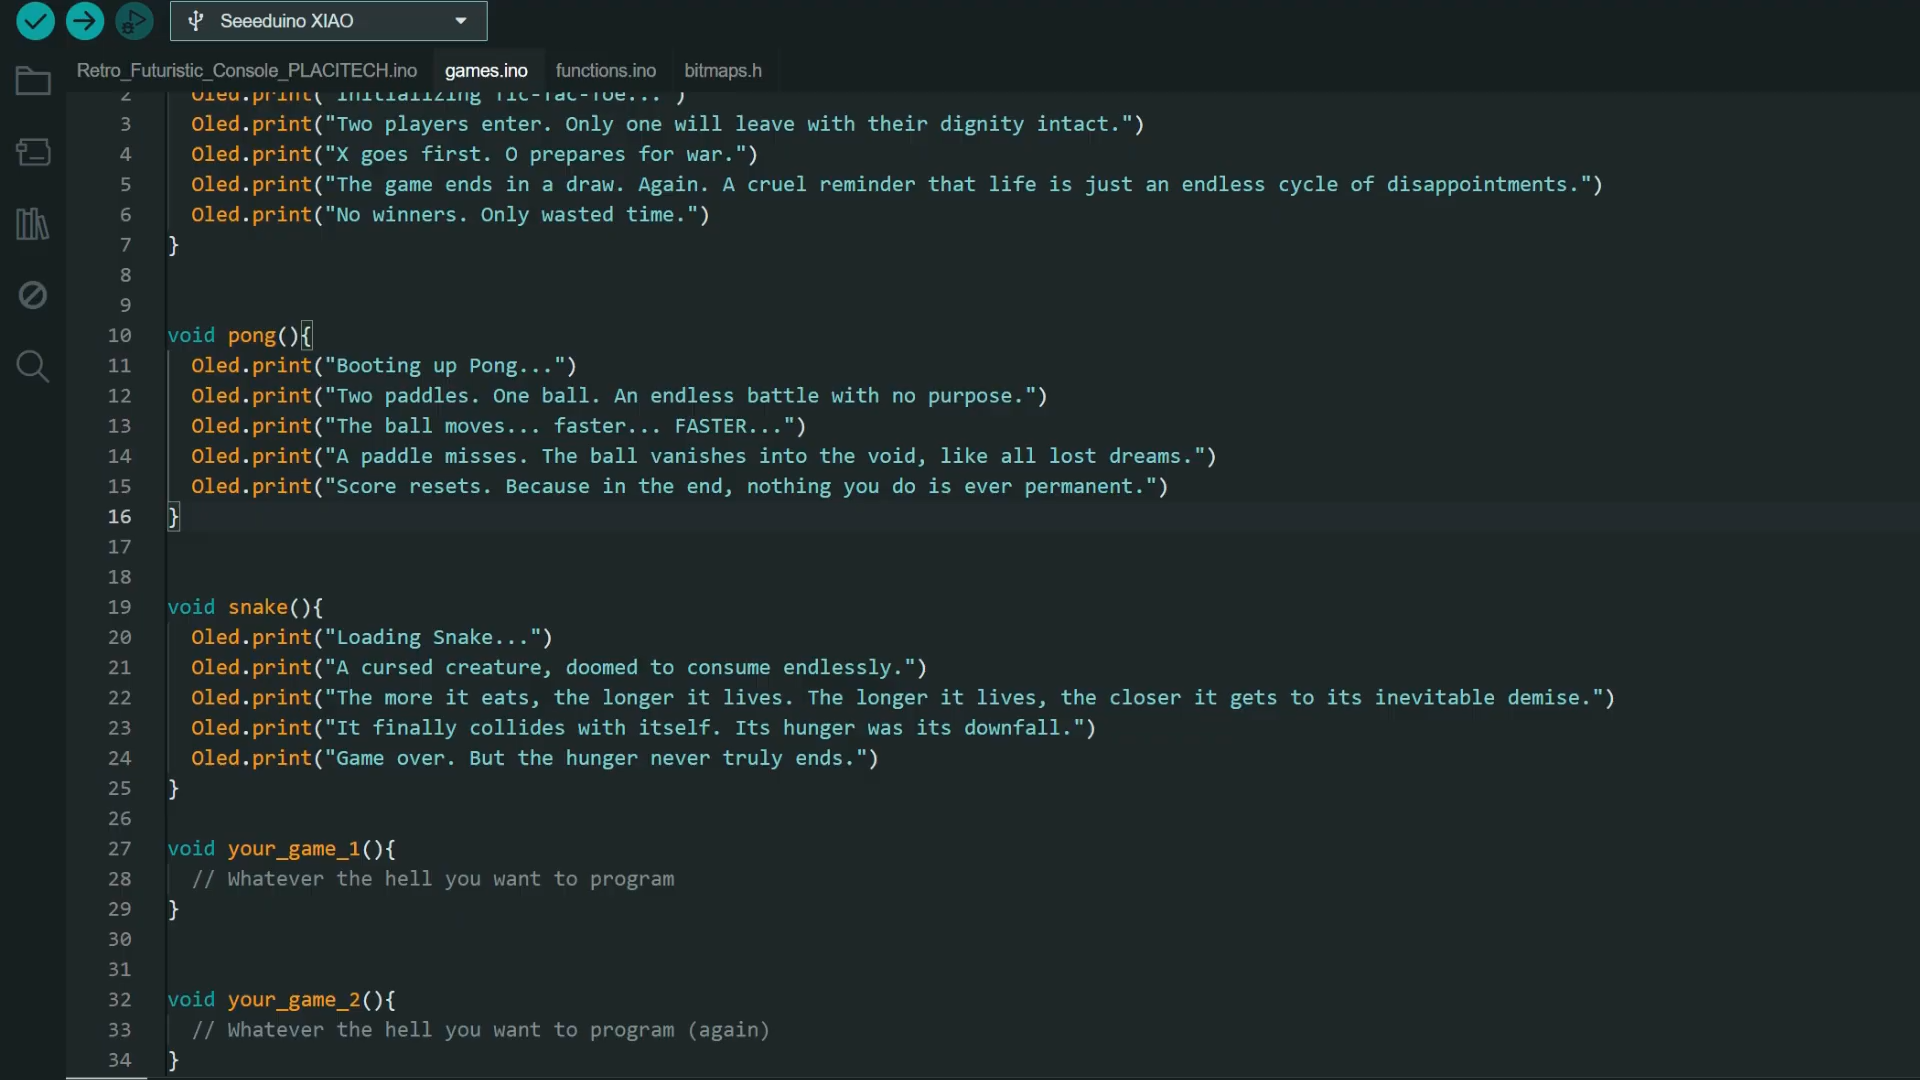 Seeeduino XIAO
Retro_Futuristic_Console_PLACITECH.ino games.ino functions.ino bitmaps.h
2 Oled.print("Initializing Tic-Tac-Toe...")
3 Oled.print("Two players enter. Only one will leave with their dignity intact.")
4 Oled.print("X goes first. O prepares for war.")
5 Oled.print("The game ends in a draw. Again. A cruel reminder that life is just an endless cycle of disappointments.")
6 Oled.print("No winners. Only wasted time.")
7 }
8
9
10 void pong(){
11 Oled.print("Booting up Pong...")
12 Oled.print("Two paddles. One ball. An endless battle with no purpose.")
13 Oled.print("The ball moves... faster... FASTER...")
14 Oled.print("A paddle misses. The ball vanishes into the void, like all lost dreams.")
15 Oled.print("Score resets. Because in the end, nothing you do is ever permanent.")
16 }
17
18
19 void snake(){
20 Oled.print("Loading Snake...")
21 Oled.print("A cursed creature, doomed to consume endlessly.")
22 Oled.print("The more it eats, the longer it lives. The longer it lives, the closer it gets to its inevitable demise.")
23 Oled.print("It finally collides with itself. Its hunger was its downfall.")
24 Oled.print("Game over. But the hunger never truly ends.")
25 }
26
27 void your_game_1(){
28 // Whatever the hell you want to program
29 }
30
31
32 void your_game_2(){
33 // Whatever the hell you want to program (again)
34 }